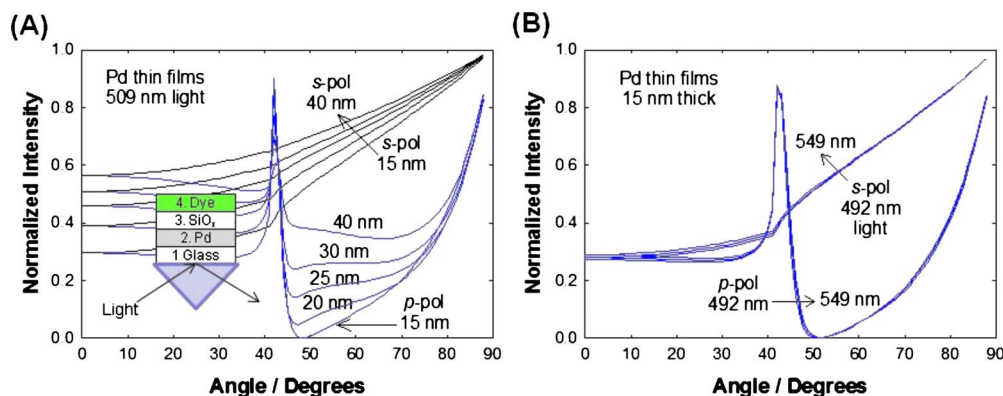 (A)
Normalized Intensity
1.0
0.8
0.6
0.4
0.2
0.0
Pd thin films
509 nm light
s-pol
40 nm
s-pol
15 nm
4. Dye
3. SiOx
2. Pd
1 Glass
Light
40 nm
30 nm
25 nm
20 nm
p-pol
15 nm
0 10 20 30 40 50 60 70 80 90
Angle / Degrees
(B)
Normalized Intensity
1.0
0.8
0.6
0.4
0.2
0.0
Pd thin films
15 nm thick
549 nm
s-pol
492 nm
light
p-pol
492 nm
549 nm
0 10 20 30 40 50 60 70 80 90
Angle / Degrees